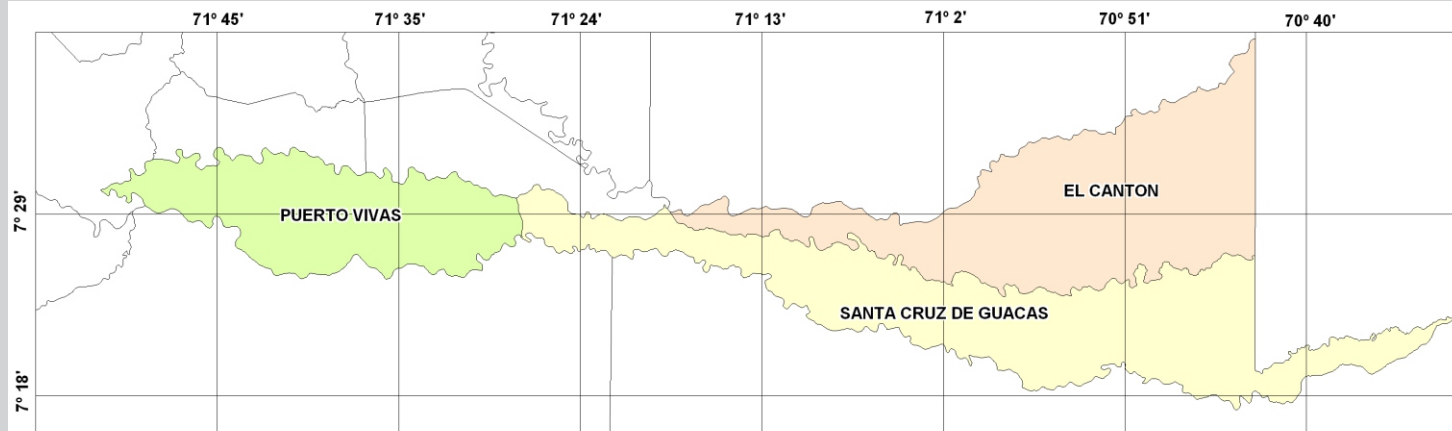 71° 45' 71° 35' 71° 24' 71° 13' 71° 2' 70° 51' 70° 40'
EL CANTON
7° 29'
PUERTO VIVAS
SANTA CRUZ DE GUACAS
7° 18'